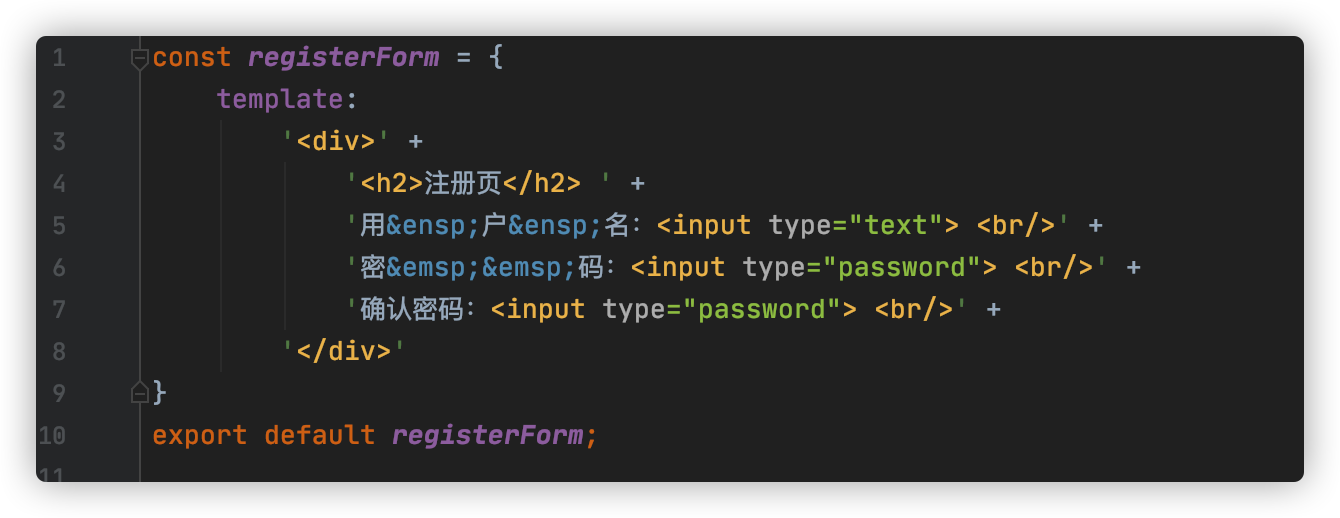 1 const registerForm = {
2 template:
3 '<div>' +
4 '<h2>注册页</h2> ' +
5 '用&ensp;户&ensp;名：<input type="text"> <br/>' +
6 '密&emsp;&emsp;码：<input type="password"> <br/>' +
7 '确认密码：<input type="password"> <br/>' +
8 '</div>'
9 }
10 export default registerForm;
11